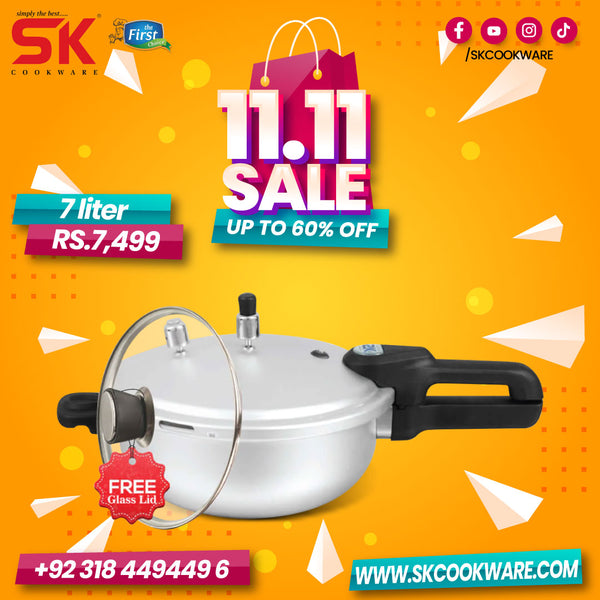 simply the best.....
SK®
COOKWARE
the
First
Choice
/SKCOOKWARE
11.11
SALE
UP TO 60% OFF
7 liter
RS.7,499
FREE
Glass Lid
+92 318 449449 6
WWW.SKCOOKWARE.COM